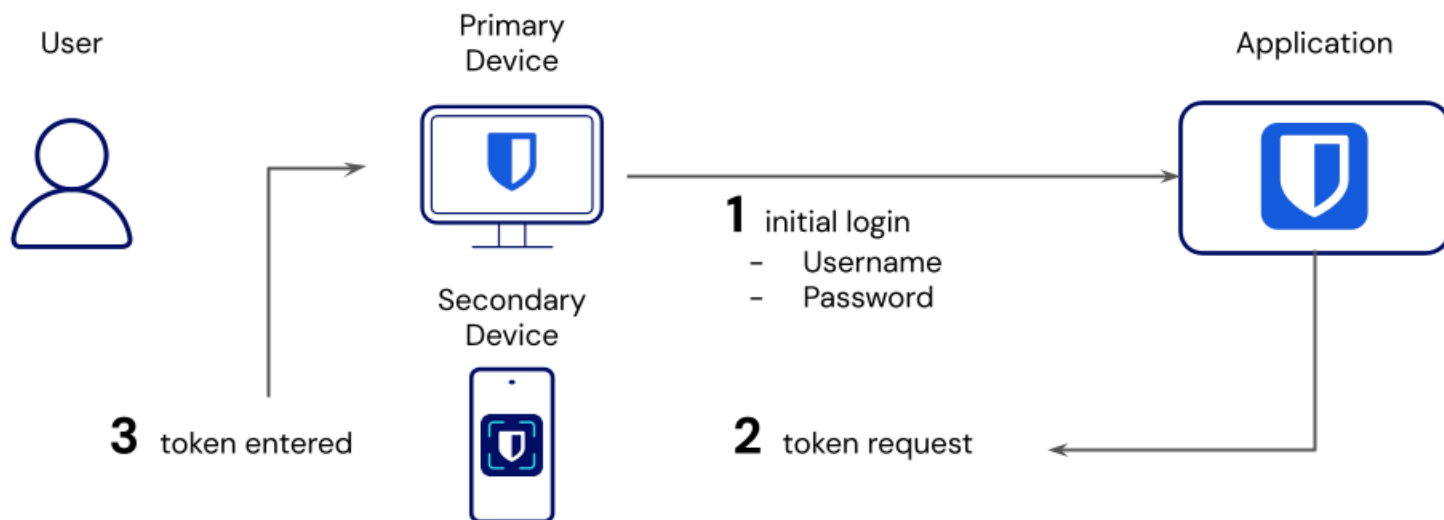 User
Primary
Device
Application
1 initial login
- Username
- Password
Secondary
Device
3 token entered
2 token request